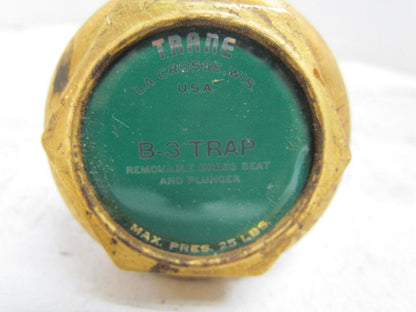 TRANE
LA CROSSE, WIS.
USA
B-3 TRAP
REMOVABLE BRASS SEAT
AND PLUNGER
MAX. PRES. 25 LBS.